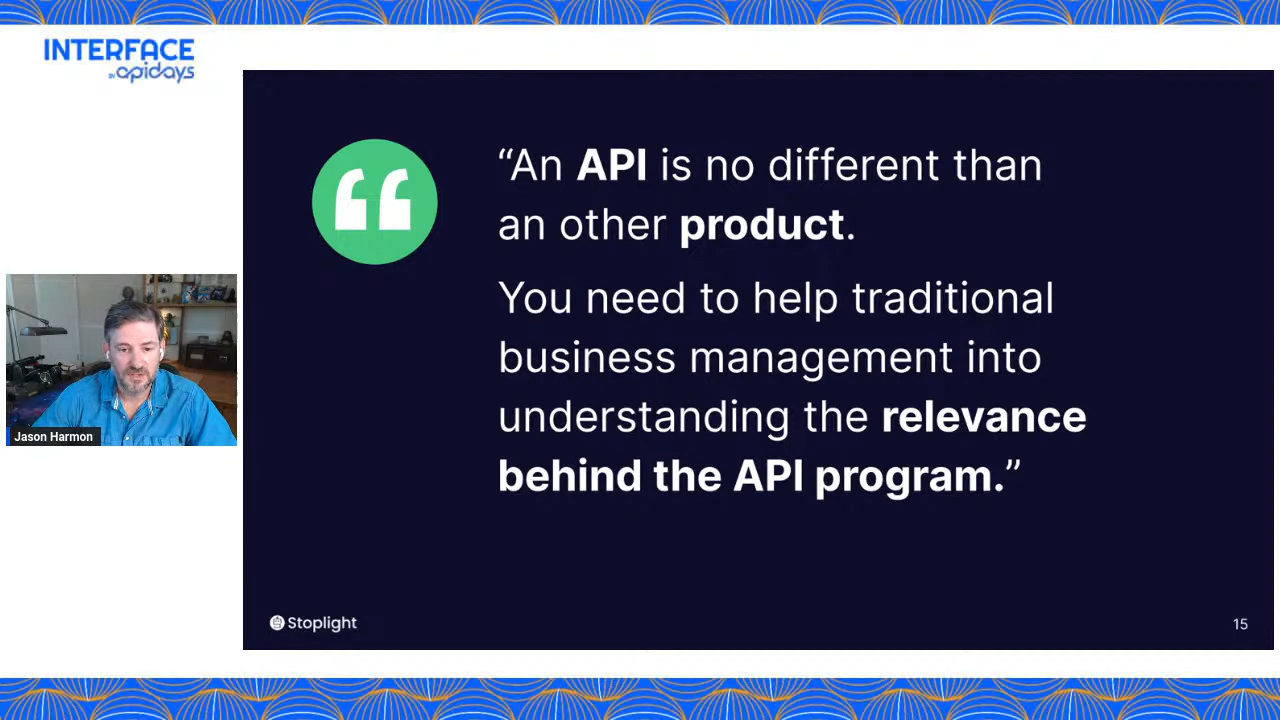 INTERFACE
BY apidays
“An API is no different than
an other product.
You need to help traditional
business management into
understanding the relevance
behind the API program.”
Jason Harmon
Stoplight
15